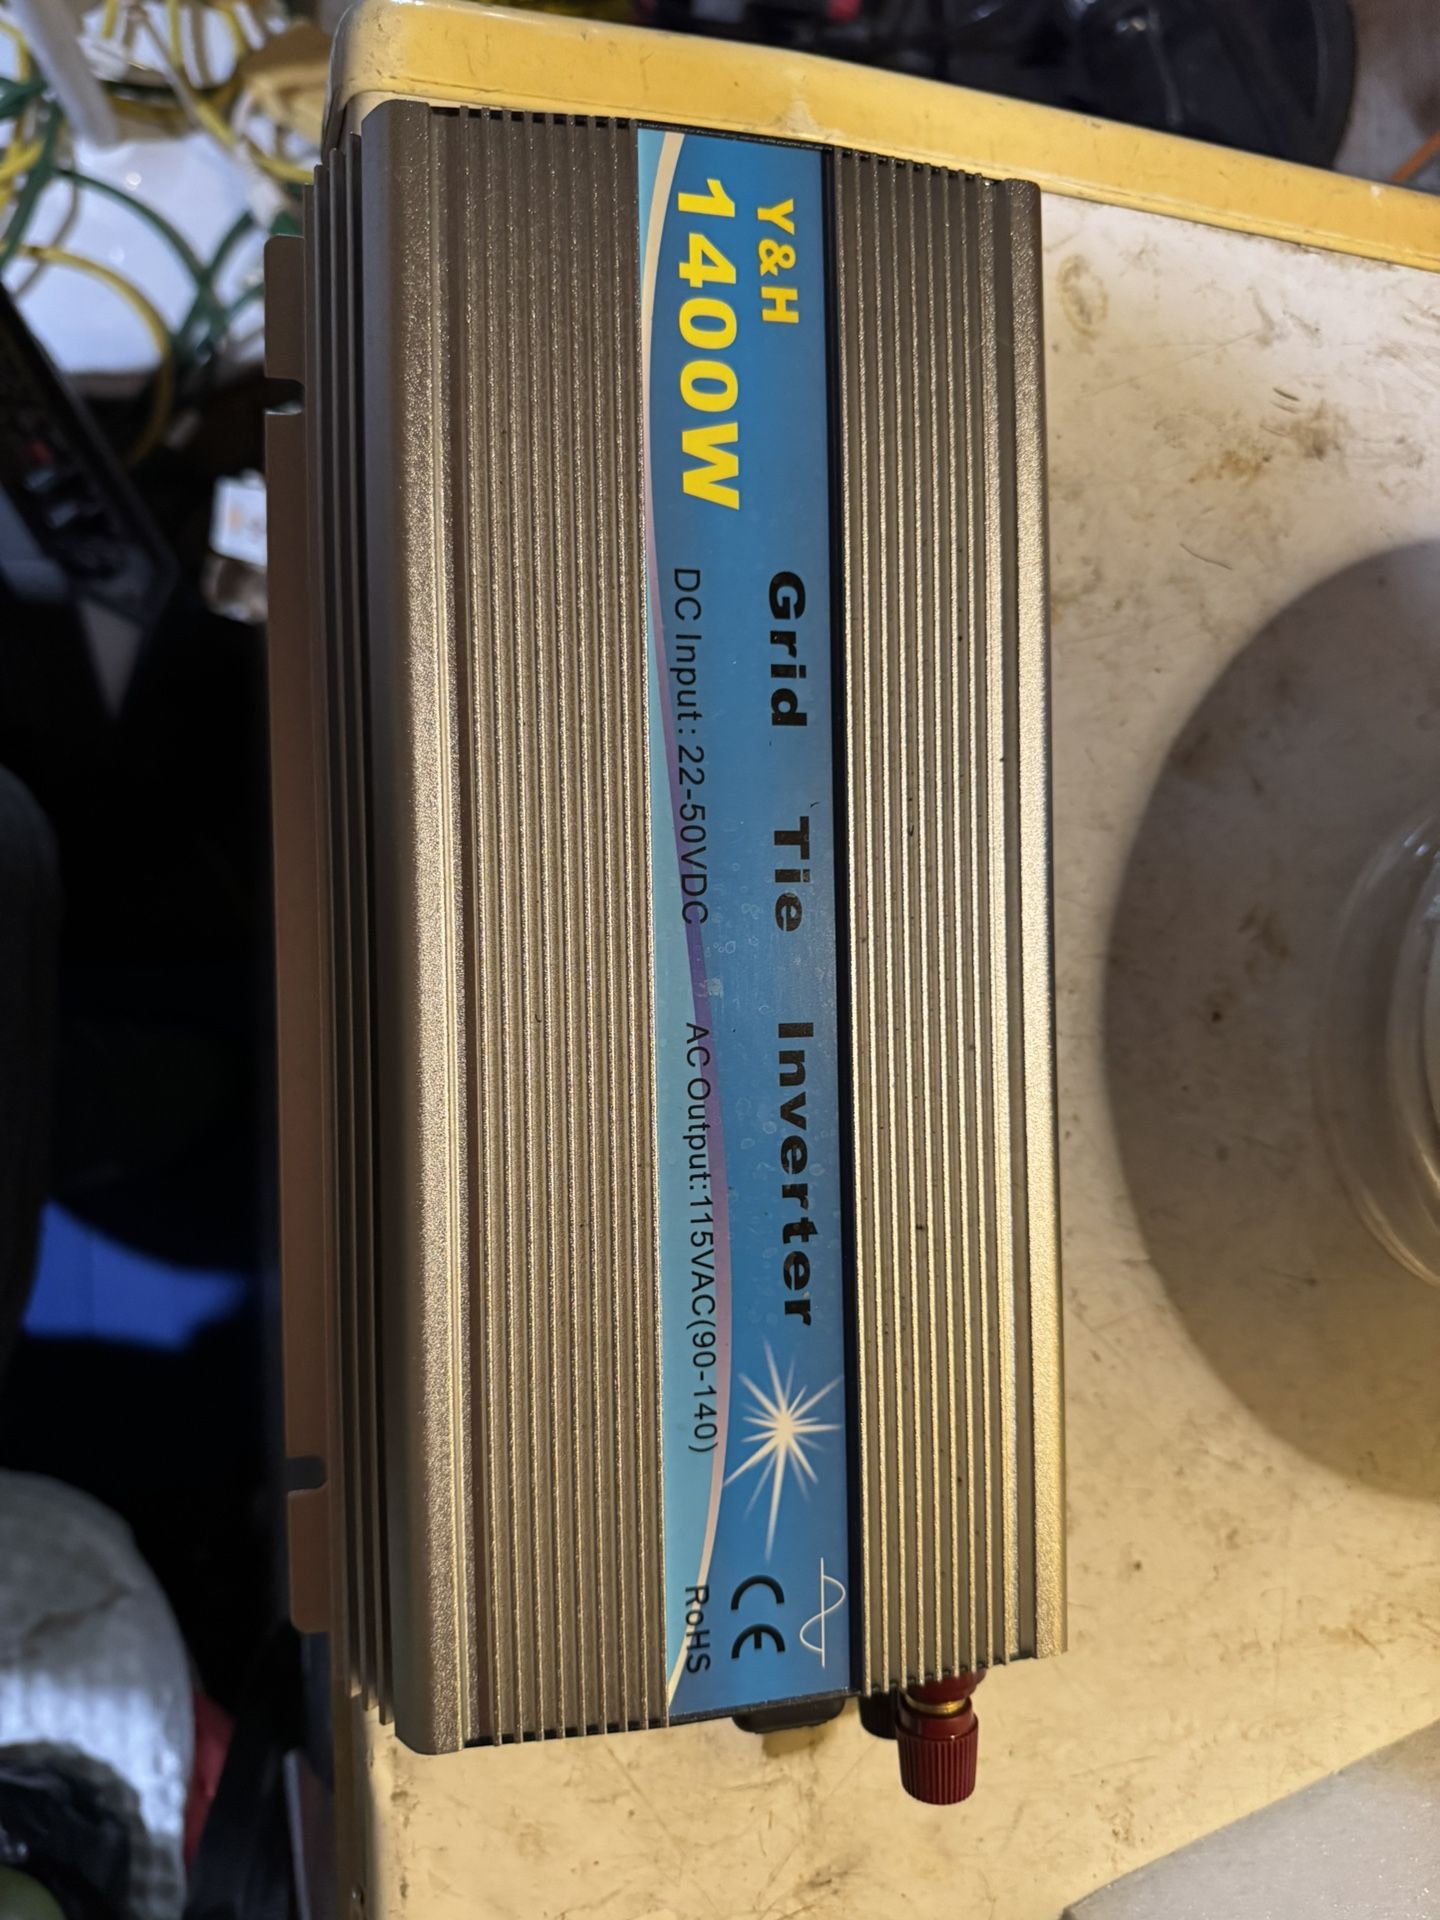 Y&H
1400W
Grid Tie Inverter
DC Input: 22-50VDC AC Output:115VAC(90-140)
CE
RoHS